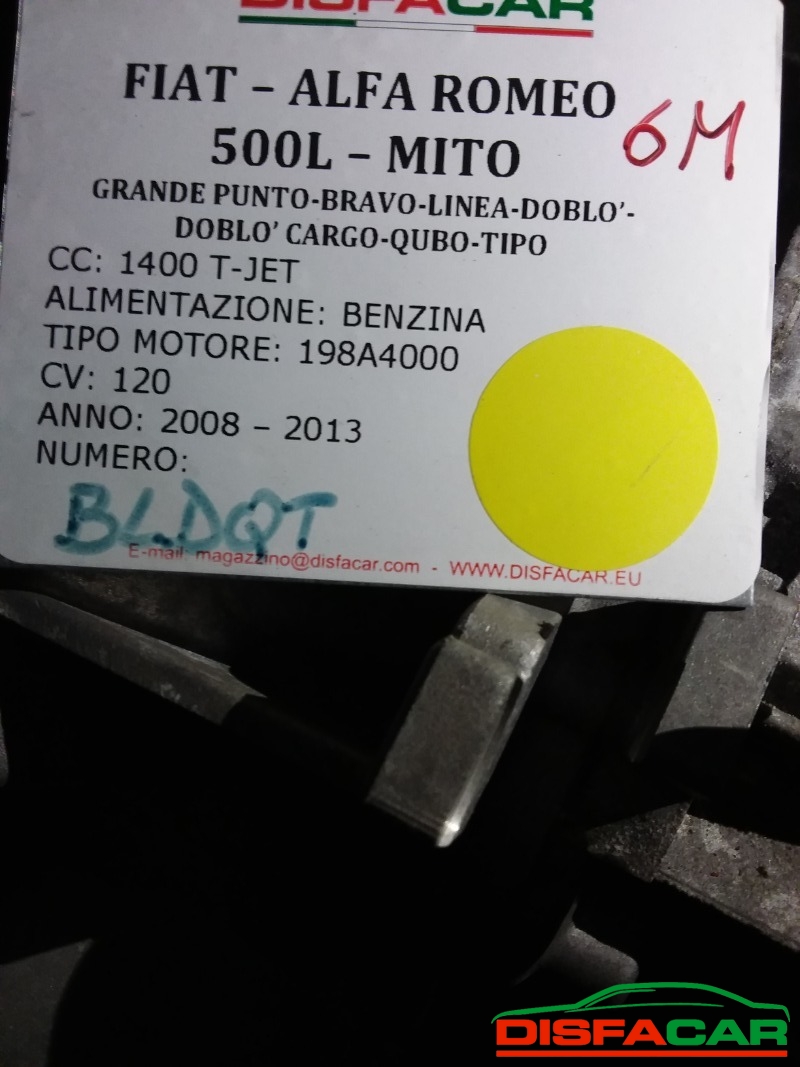 DISFACAR
FIAT – ALFA ROMEO
6M
500L – MITO
GRANDE PUNTO-BRAVO-LINEA-DOBLO'-
DOBLO' CARGO-QUBO-TIPO
CC: 1400 T-JET
ALIMENTAZIONE: BENZINA
TIPO MOTORE: 198A4000
CV: 120
ANNO: 2008 – 2013
NUMERO:
BLDQT
E-mail: magazzino@disfacar.com - WWW.DISFACAR.EU
DISFACAR